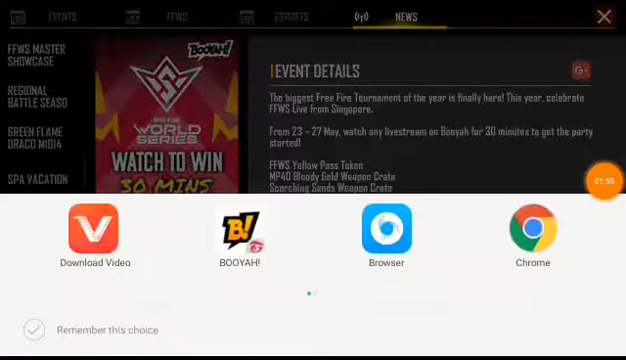 EVENTS
FFWS
ESPORTS
NEWS
FFWS MASTER
SHOWCASE
REGIONAL
BATTLE SEASO
GREEN FLAME
DRACO M1014
SPA VACATION
BOOYAH!
WORLD
SERIES
WATCH TO WIN
30 MINS
EVENT DETAILS
G+
The biggest Free Fire Tournament of the year is finally here! This year, celebrate
FFWS Live from Singapore.
From 23 - 27 May, watch any livestream on Booyah for 30 minutes to get the party
started!
FFWS Yellow Pass Token
MP40 Bloody Gold Weapon Crate
Scorching Sands Weapon Crate
01:55
B!
Download Video
BOOYAH!
Browser
Chrome
Remember this choice